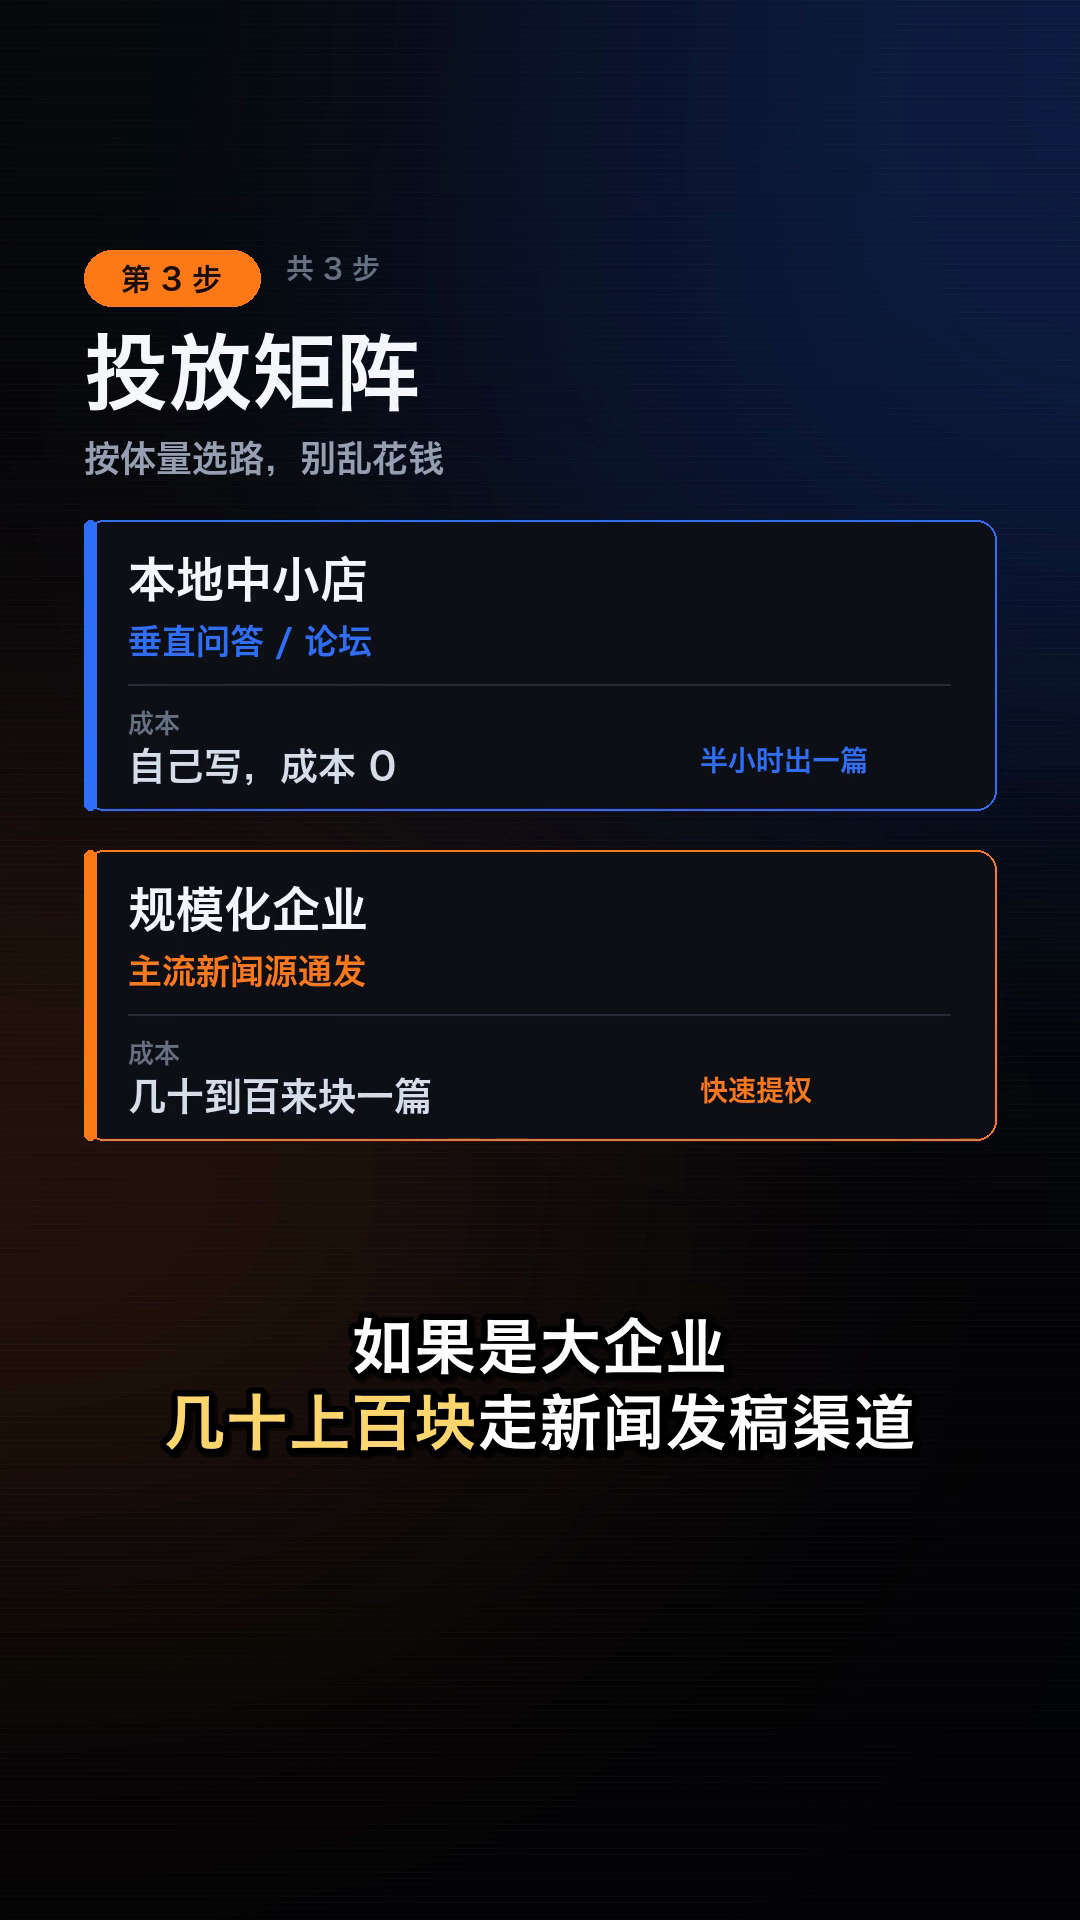 第 3 步
共 3 步
投放矩阵
按体量选路，别乱花钱
本地中小店
垂直问答 / 论坛
成本
自己写，成本 0
半小时出一篇
规模化企业
主流新闻源通发
成本
几十到百来块一篇
快速提权
如果是大企业
几十上百块走新闻发稿渠道